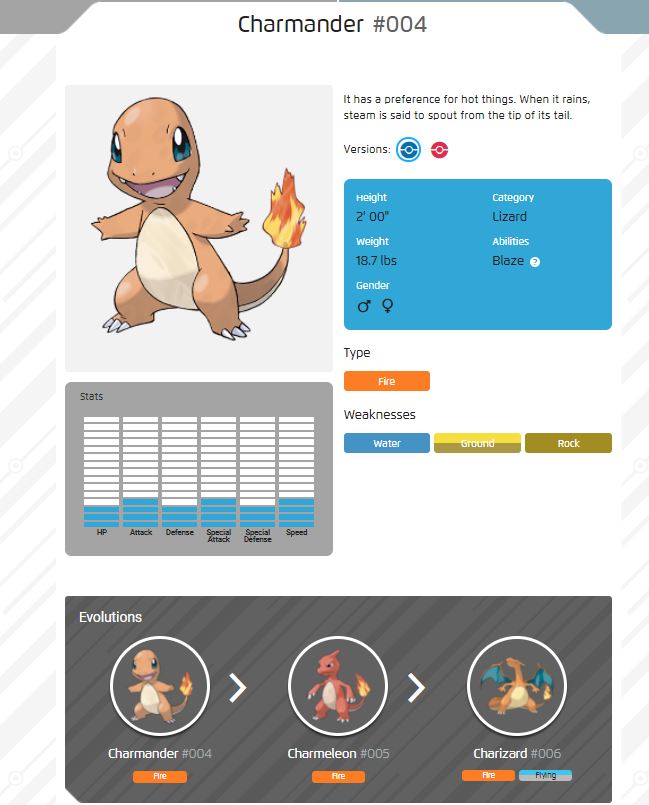 Charmander #004
It has a preference for hot things. When it rains,
steam is said to spout from the tip of its tail.
Versions:
Height
2' 00"
Category
Lizard
Weight
18.7 lbs
Abilities
Blaze ?
Gender
Type
Fire
Weaknesses
Water Ground Rock
Stats
HP Attack Defense Special Attack Special Defense Speed
Evolutions
Charmander #004
Fire
Charmeleon #005
Fire
Charizard #006
Fire Flying